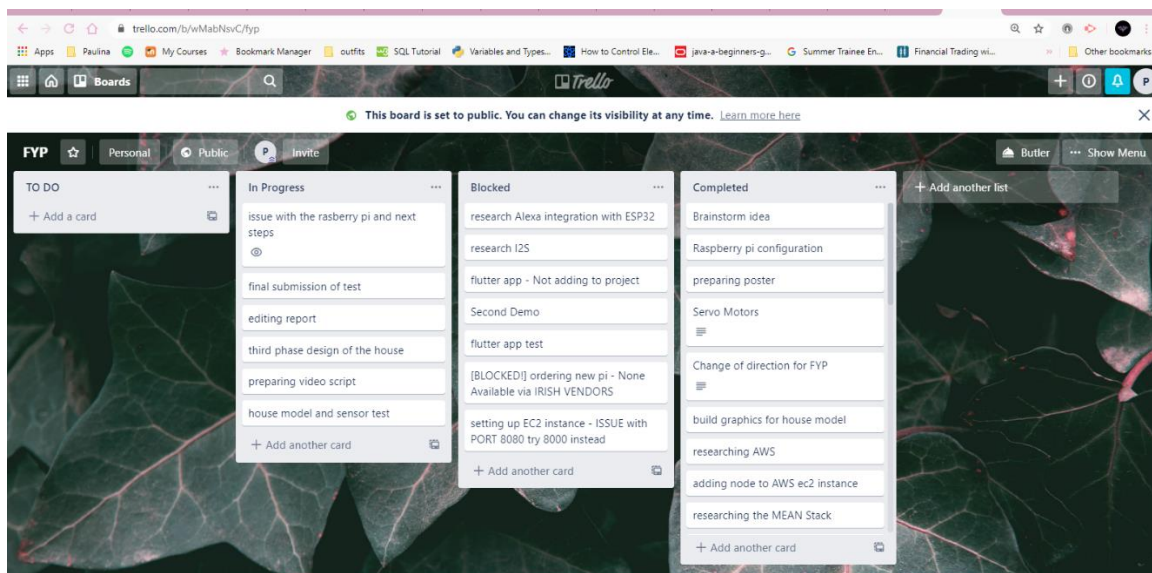 trello.com/b/wMabNsvC/fyp
Apps Paulina My Courses Bookmark Manager outfits SQL Tutorial Variables and Types... How to Control Ele... java-a-beginners-g... Summer Trainee En... Financial Trading wi... » Other bookmarks
Boards Trello P
This board is set to public. You can change its visibility at any time. Learn more here
FYP Personal Public P Invite Butler Show Menu
TO DO
+ Add a card
In Progress
issue with the rasberry pi and next
steps
final submission of test
editing report
third phase design of the house
preparing video script
house model and sensor test
+ Add another card
Blocked
research Alexa integration with ESP32
research I2S
flutter app - Not adding to project
Second Demo
flutter app test
[BLOCKED!] ordering new pi - None
Available via IRISH VENDORS
setting up EC2 instance - ISSUE with
PORT 8080 try 8000 instead
+ Add another card
Completed
Brainstorm idea
Raspberry pi configuration
preparing poster
Servo Motors
Change of direction for FYP
build graphics for house model
researching AWS
adding node to AWS ec2 instance
researching the MEAN Stack
+ Add another card
+ Add another list